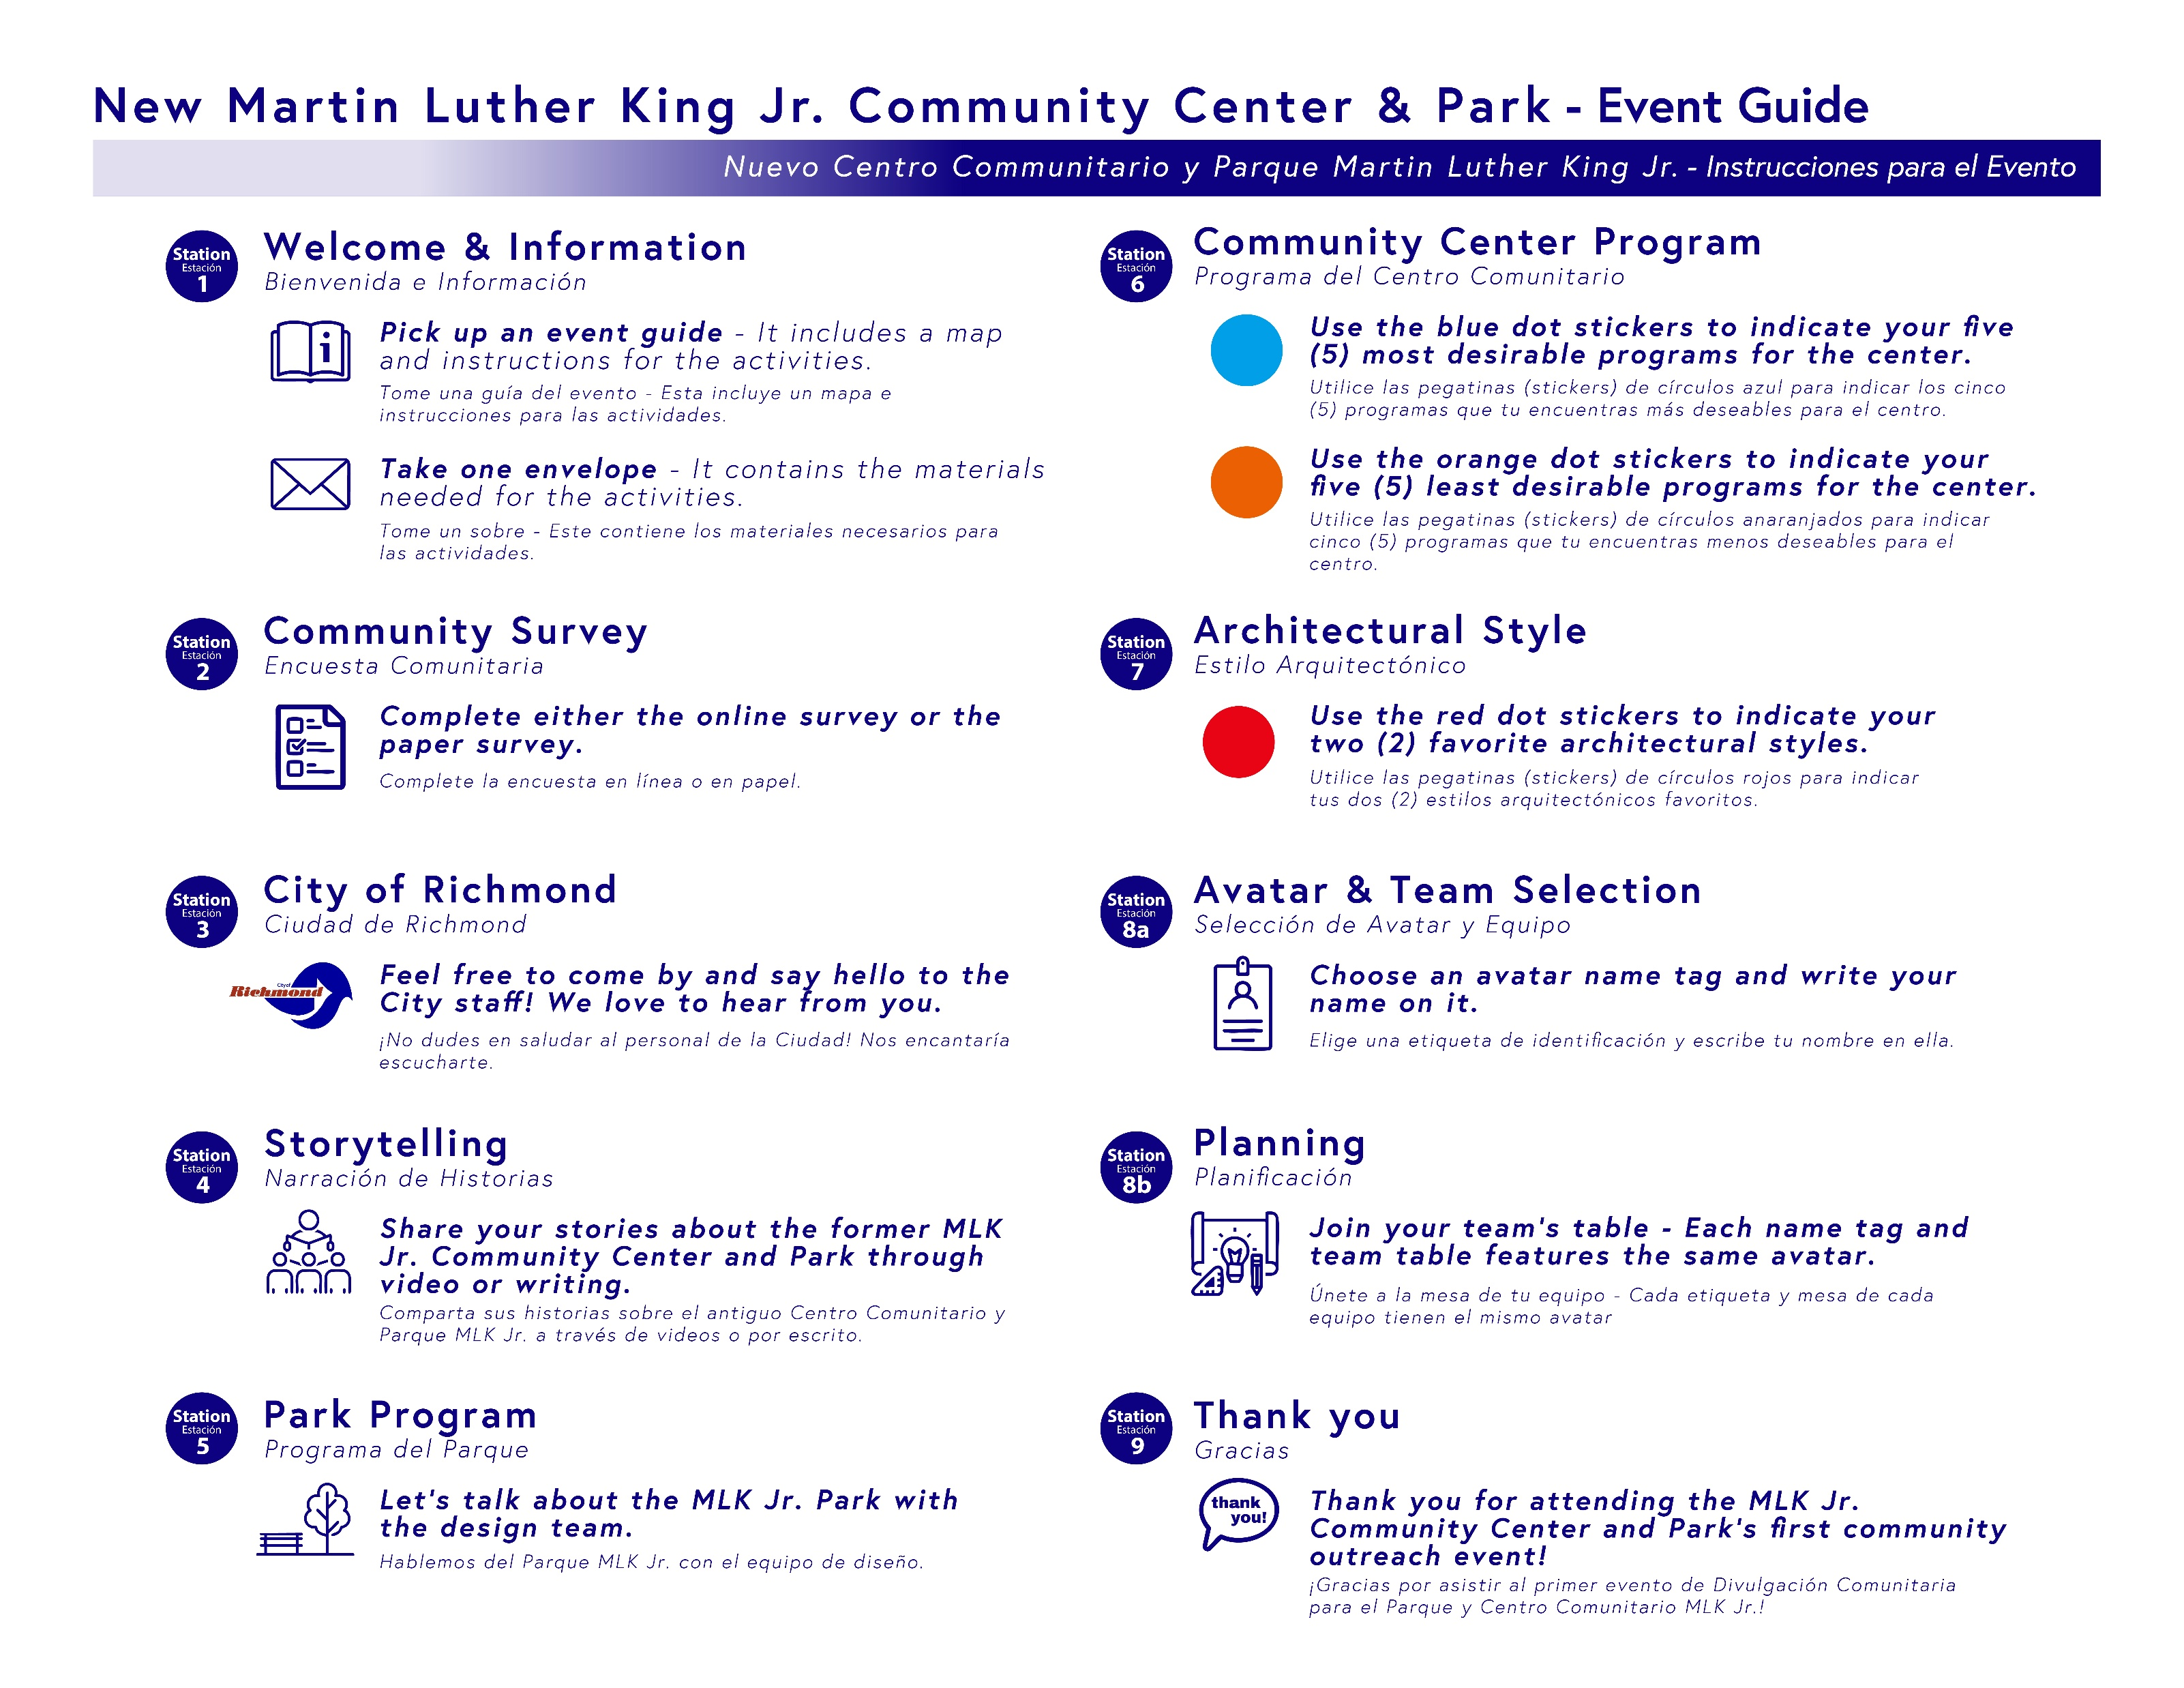 New Martin Luther King Jr. Community Center & Park - Event Guide
Nuevo Centro Communitario y Parque Martin Luther King Jr. - Instrucciones para el Evento
Station
Estación
1
Welcome & Information
Bienvenida e Información
Pick up an event guide - It includes a map
and instructions for the activities.
Tome una guía del evento - Esta incluye un mapa e
instrucciones para las actividades.
Take one envelope - It contains the materials
needed for the activities.
Tome un sobre - Este contiene los materiales necesarios para
las actividades.
Station
Estación
2
Community Survey
Encuesta Comunitaria
Complete either the online survey or the
paper survey.
Complete la encuesta en línea o en papel.
Station
Estación
3
City of Richmond
Ciudad de Richmond
City of
Richmond
Feel free to come by and say hello to the
City staff! We love to hear from you.
¡No dudes en saludar al personal de la Ciudad! Nos encantaría
escucharte.
Station
Estación
4
Storytelling
Narración de Historias
Share your stories about the former MLK
Jr. Community Center and Park through
video or writing.
Comparta sus historias sobre el antiguo Centro Comunitario y
Parque MLK Jr. a través de videos o por escrito.
Station
Estación
5
Park Program
Programa del Parque
Let's talk about the MLK Jr. Park with
the design team.
Hablemos del Parque MLK Jr. con el equipo de diseño.
Station
Estación
6
Community Center Program
Programa del Centro Comunitario
Use the blue dot stickers to indicate your five
(5) most desirable programs for the center.
Utilice las pegatinas (stickers) de círculos azul para indicar los cinco
(5) programas que tu encuentras más deseables para el centro.
Use the orange dot stickers to indicate your
five (5) least desirable programs for the center.
Utilice las pegatinas (stickers) de círculos anaranjados para indicar
cinco (5) programas que tu encuentras menos deseables para el
centro.
Station
Estación
7
Architectural Style
Estilo Arquitectónico
Use the red dot stickers to indicate your
two (2) favorite architectural styles.
Utilice las pegatinas (stickers) de círculos rojos para indicar
tus dos (2) estilos arquitectónicos favoritos.
Station
Estación
8a
Avatar & Team Selection
Selección de Avatar y Equipo
Choose an avatar name tag and write your
name on it.
Elige una etiqueta de identificación y escribe tu nombre en ella.
Station
Estación
8b
Planning
Planificación
Join your team's table - Each name tag and
team table features the same avatar.
Únete a la mesa de tu equipo - Cada etiqueta y mesa de cada
equipo tienen el mismo avatar
Station
Estación
9
Thank you
Gracias
thank
you!
Thank you for attending the MLK Jr.
Community Center and Park's first community
outreach event!
¡Gracias por asistir al primer evento de Divulgación Comunitaria
para el Parque y Centro Comunitario MLK Jr.!